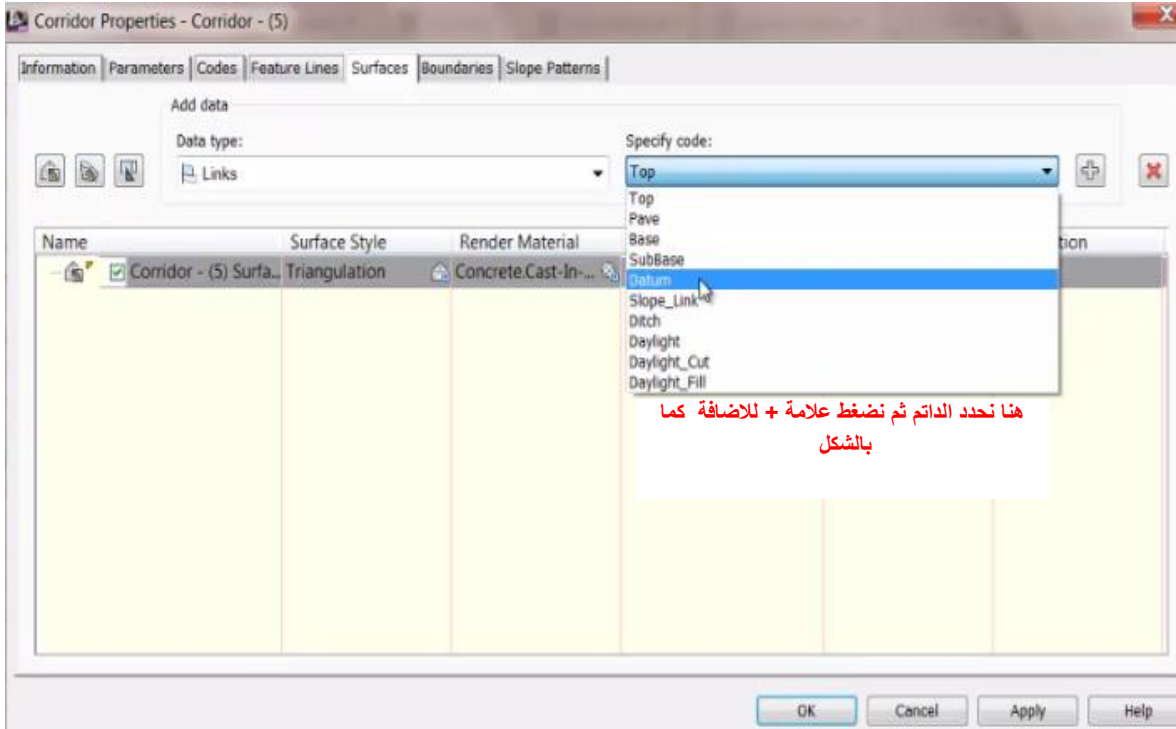 Corridor Properties - Corridor - (5)
Information Parameters Codes Feature Lines Surfaces Boundaries Slope Patterns
Add data
Data type:
Specify code:
Links
Top
Top
Pave
Base
SubBase
Datum
Slope_Link
Ditch
Daylight
Daylight_Cut
Daylight_Fill
Name Surface Style Render Material
Corridor - (5) Surfa... Triangulation Concrete.Cast-In-...
هنا نحدد الداتم ثم نضغط علامة + للاضافة كما
بالشكل
OK Cancel Apply Help